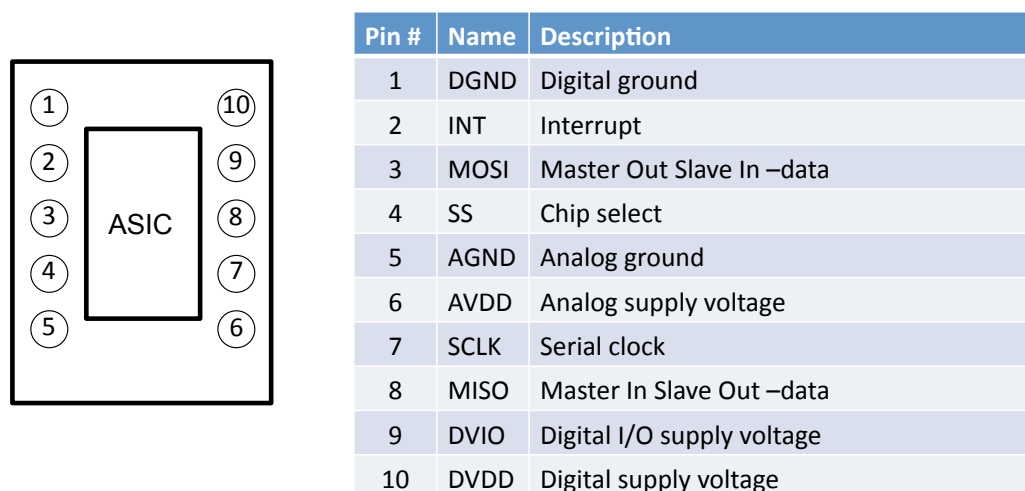 1
10
2
9
3
ASIC
8
4
7
5
6
Pin # Name Description
1 DGND Digital ground
2 INT Interrupt
3 MOSI Master Out Slave In –data
4 SS Chip select
5 AGND Analog ground
6 AVDD Analog supply voltage
7 SCLK Serial clock
8 MISO Master In Slave Out –data
9 DVIO Digital I/O supply voltage
10 DVDD Digital supply voltage